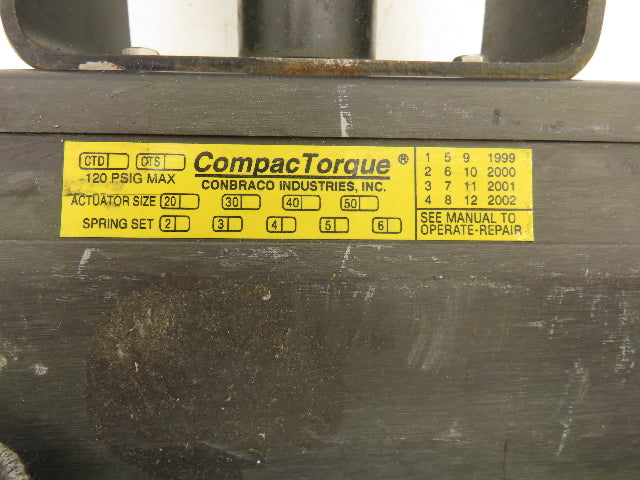 CTD CTS CompacTorque ®
-120 PSIG MAX CONBRACO INDUSTRIES, INC.
ACTUATOR SIZE 20 30 40 50
SPRING SET 2 3 4 5 6
1 5 9 1999
2 6 10 2000
3 7 11 2001
4 8 12 2002
SEE MANUAL TO
OPERATE-REPAIR